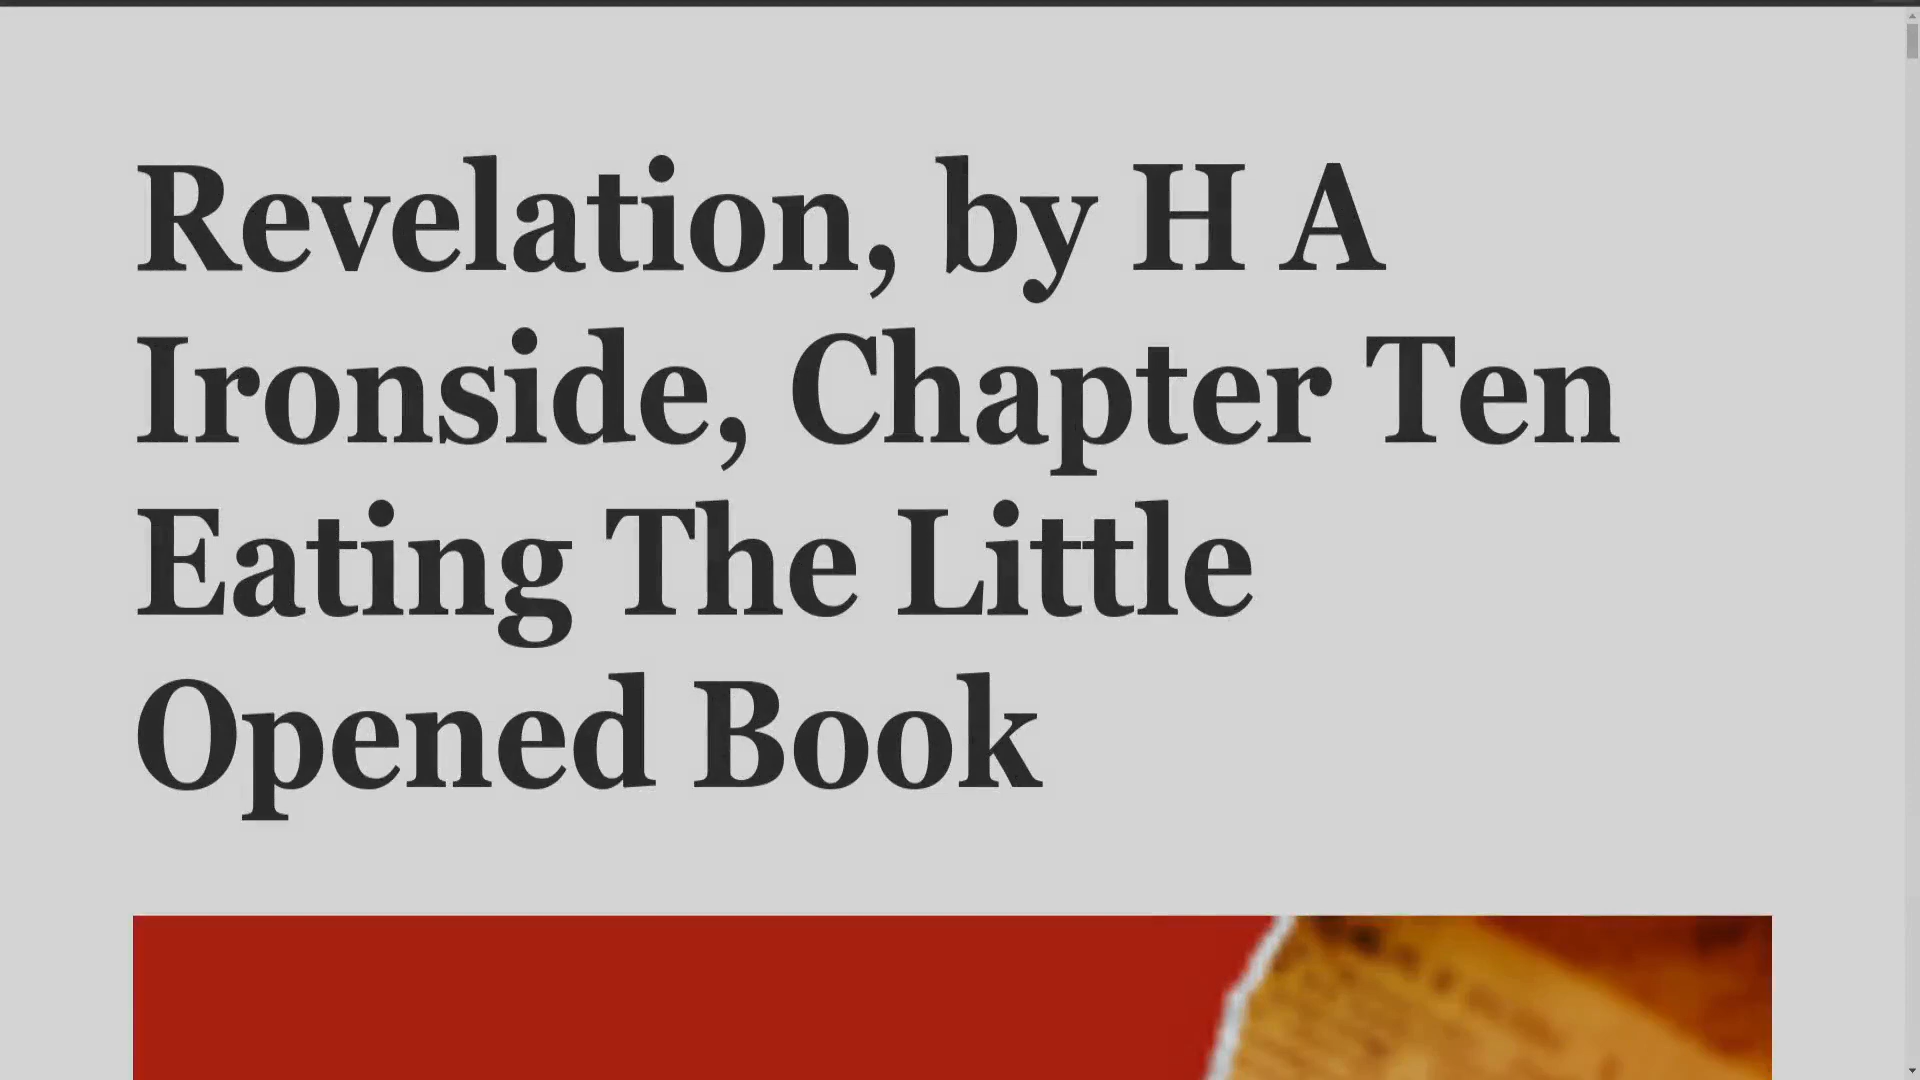 Revelation, by H A
Ironside, Chapter Ten
Eating The Little
Opened Book